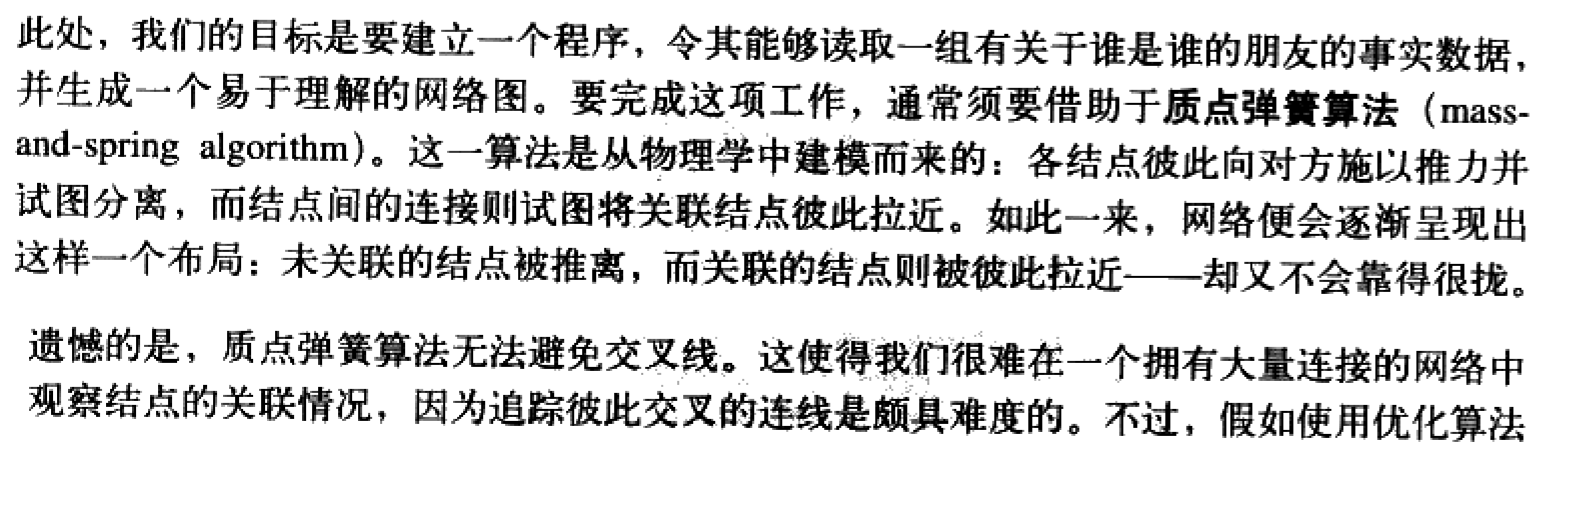 此处，我们的目标是要建立一个程序，令其能够读取一组有关于谁是谁的朋友的事实数据，
并生成一个易于理解的网络图。要完成这项工作，通常须要借助于质点弹簧算法（mass-
and-spring algorithm）。这一算法是从物理学中建模而来的：各结点彼此向对方施以推力并
试图分离，而结点间的连接则试图将关联结点彼此拉近。如此一来，网络便会逐渐呈现出
这样一个布局：未关联的结点被推离，而关联的结点则被彼此拉近——却又不会靠得很拢。
遗憾的是，质点弹簧算法无法避免交叉线。这使得我们很难在一个拥有大量连接的网络中
观察结点的关联情况，因为追踪彼此交叉的连线是颇具难度的。不过，假如使用优化算法